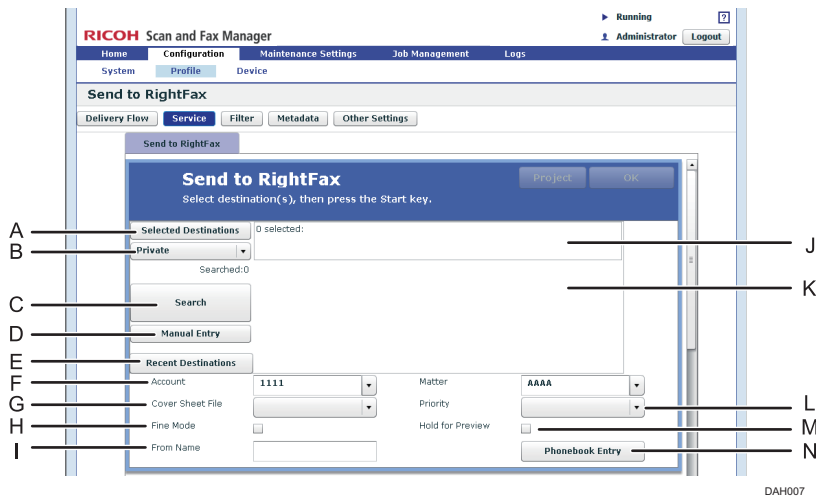 Running ?
RICOH Scan and Fax Manager
Administrator Logout
Home Configuration Maintenance Settings Job Management Logs
System Profile Device
Send to RightFax
Delivery Flow Service Filter Metadata Other Settings
Send to RightFax
Send to RightFax
Project OK
Select destination(s), then press the Start key.
A Selected Destinations 0 selected: J
B Private
Searched:0
K
C Search
D Manual Entry
E Recent Destinations
F Account 1111 Matter AAAA
G Cover Sheet File Priority L
H Fine Mode Hold for Preview M
I From Name Phonebook Entry N
DAH007